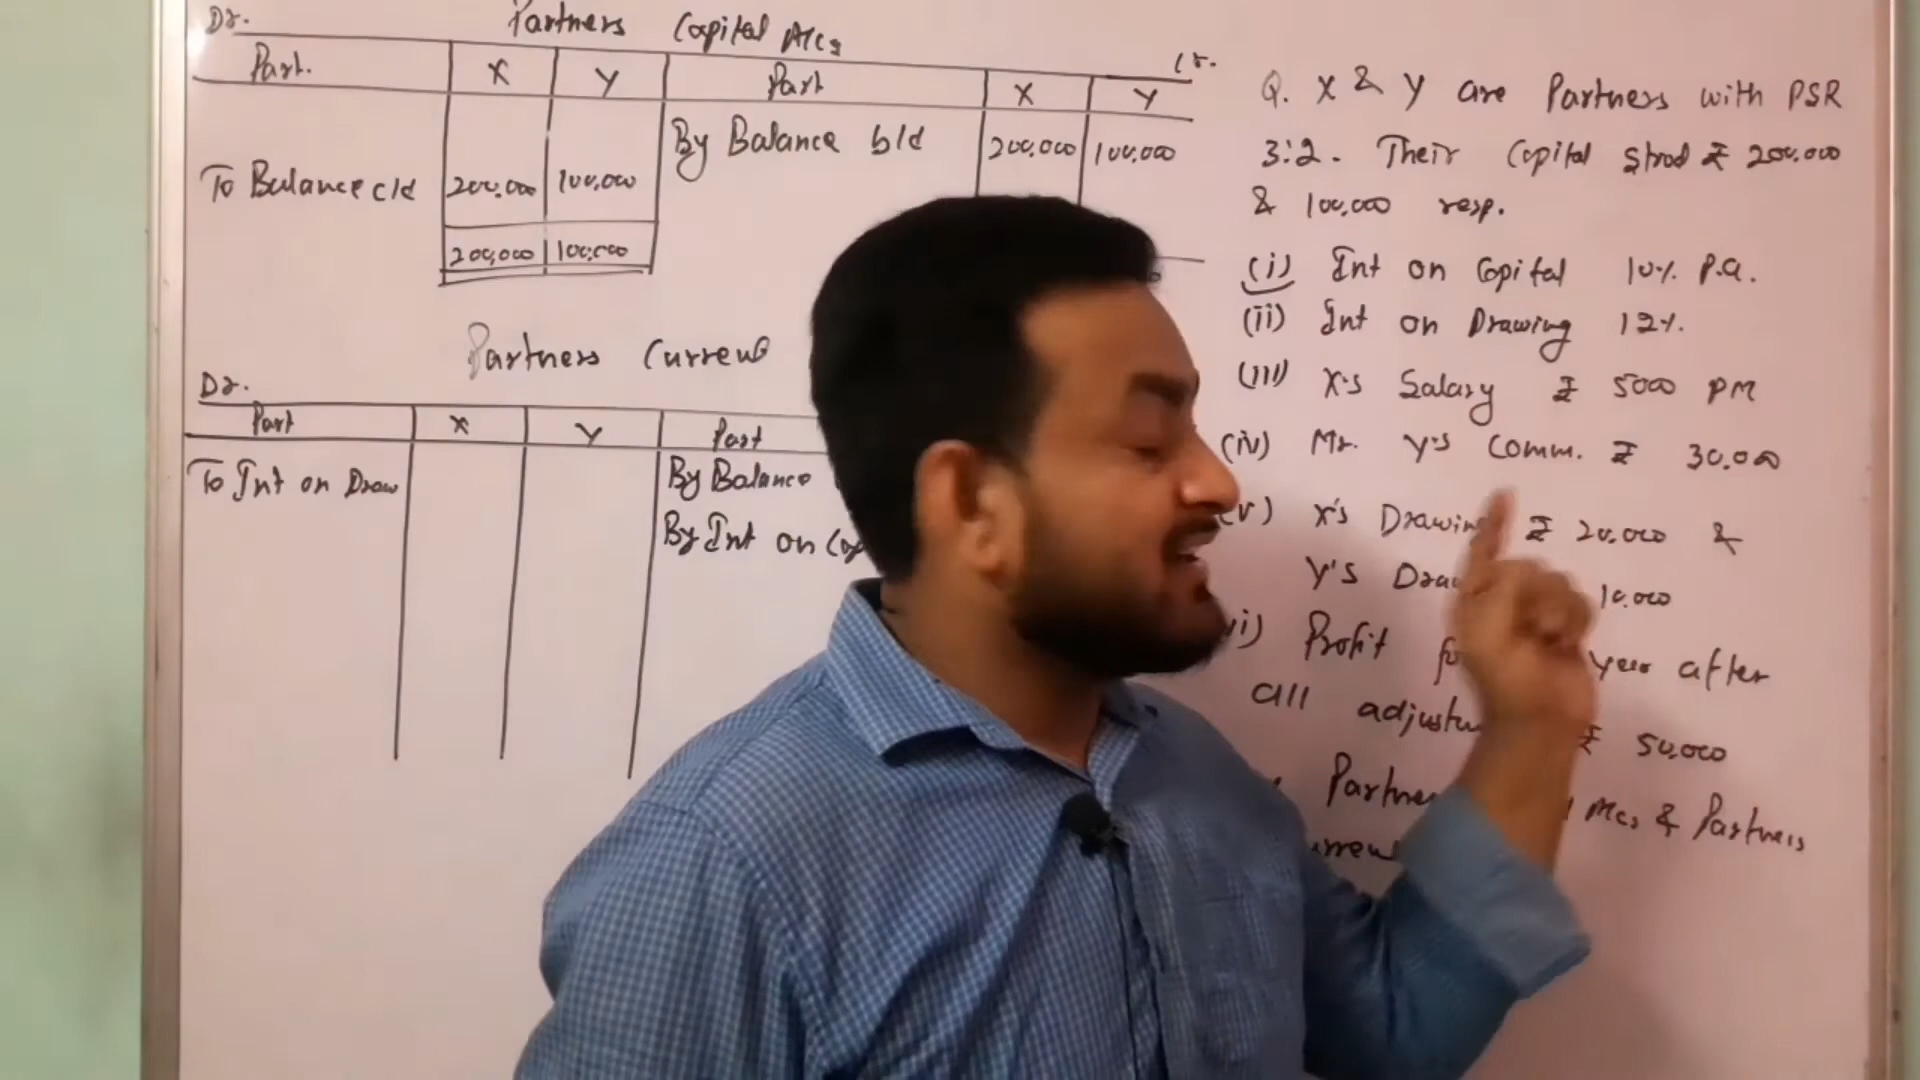 Dr.
Partners Capital A/cs
Cr.
Part.
X
Y
Part
X
Y
By Balance b/d
200,000
100,000
To Balance c/d
200,000
100,000
200,000
100,000
Partners Current
Dr.
Part
X
Y
Part
To Int on Draw
By Balance
By Int on Cap
Q. X & Y are Partners with PSR
3:2. Their Capital stood ₹ 200,000
& 100,000 resp.
(i) Int on Capital 10% P.a.
(ii) Int on Drawing 12%.
(iii) X's Salary ₹ 5000 PM
(iv) Mr. Y's Comm. ₹ 30,000
(v) X's Drawing ₹ 20,000 &
Y's 10,000
Profit year after
all ₹ 50,000
A/cs & Partners